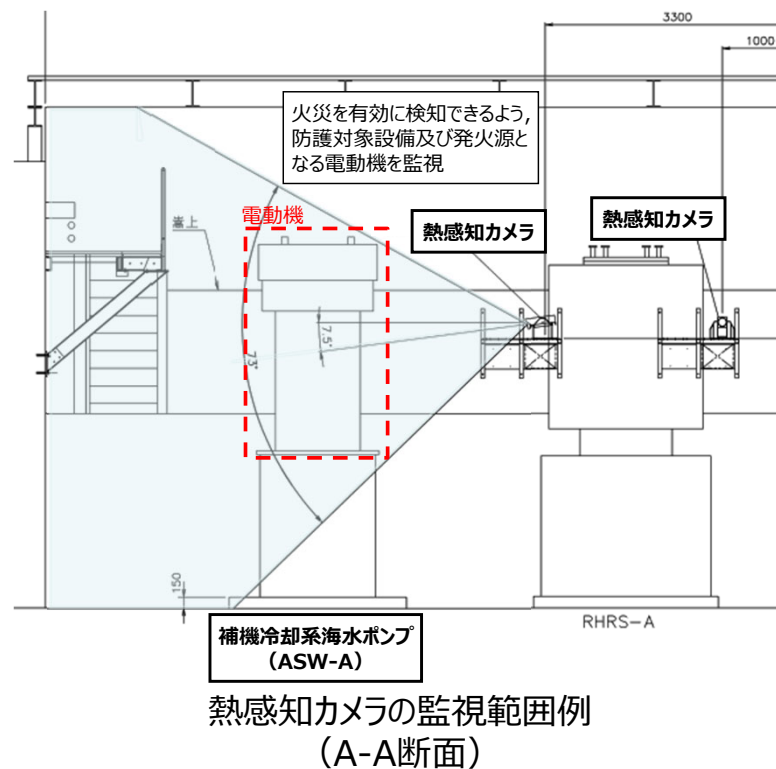 3300
1000
火災を有効に検知できるよう,
防護対象設備及び発火源と
なる電動機を監視
電動機
嵩上
熱感知カメラ
熱感知カメラ
7.5°
73°
150
補機冷却系海水ポンプ
(ASW-A)
RHRS-A
熱感知カメラの監視範囲例
(A-A断面)